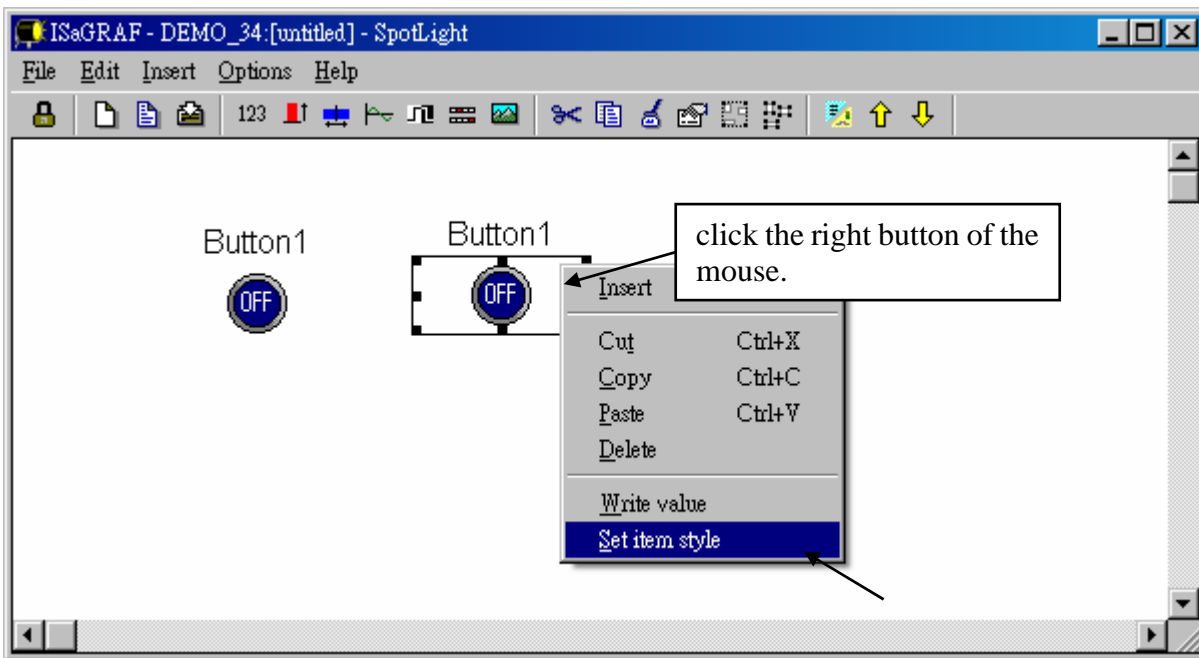 ISaGRAF - DEMO_34:[untitled] - SpotLight
File Edit Insert Options Help
123
Button1
Button1
OFF
OFF
click the right button of the
mouse.
Insert
Cut Ctrl+X
Copy Ctrl+C
Paste Ctrl+V
Delete
Write value
Set item style